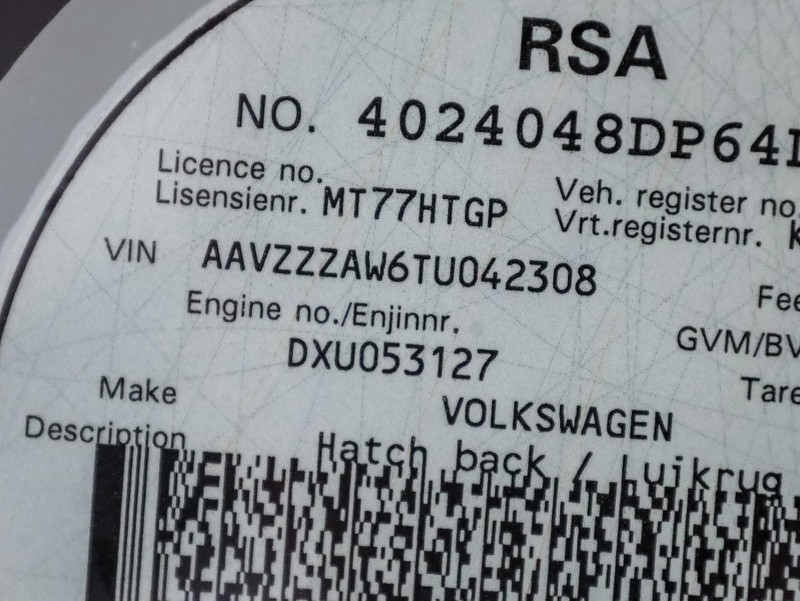 RSA
NO. 4024048DP64
Licence no.
Lisensienr. MT77HTGP
Veh. register no.
Vrt.registernr.
VIN AAVZZZAW6TU042308
Fee
Engine no./Enjinnr.
GVM/BV
DXU053127
Tare
Make VOLKSWAGEN
Description Hatch back / Luikrug